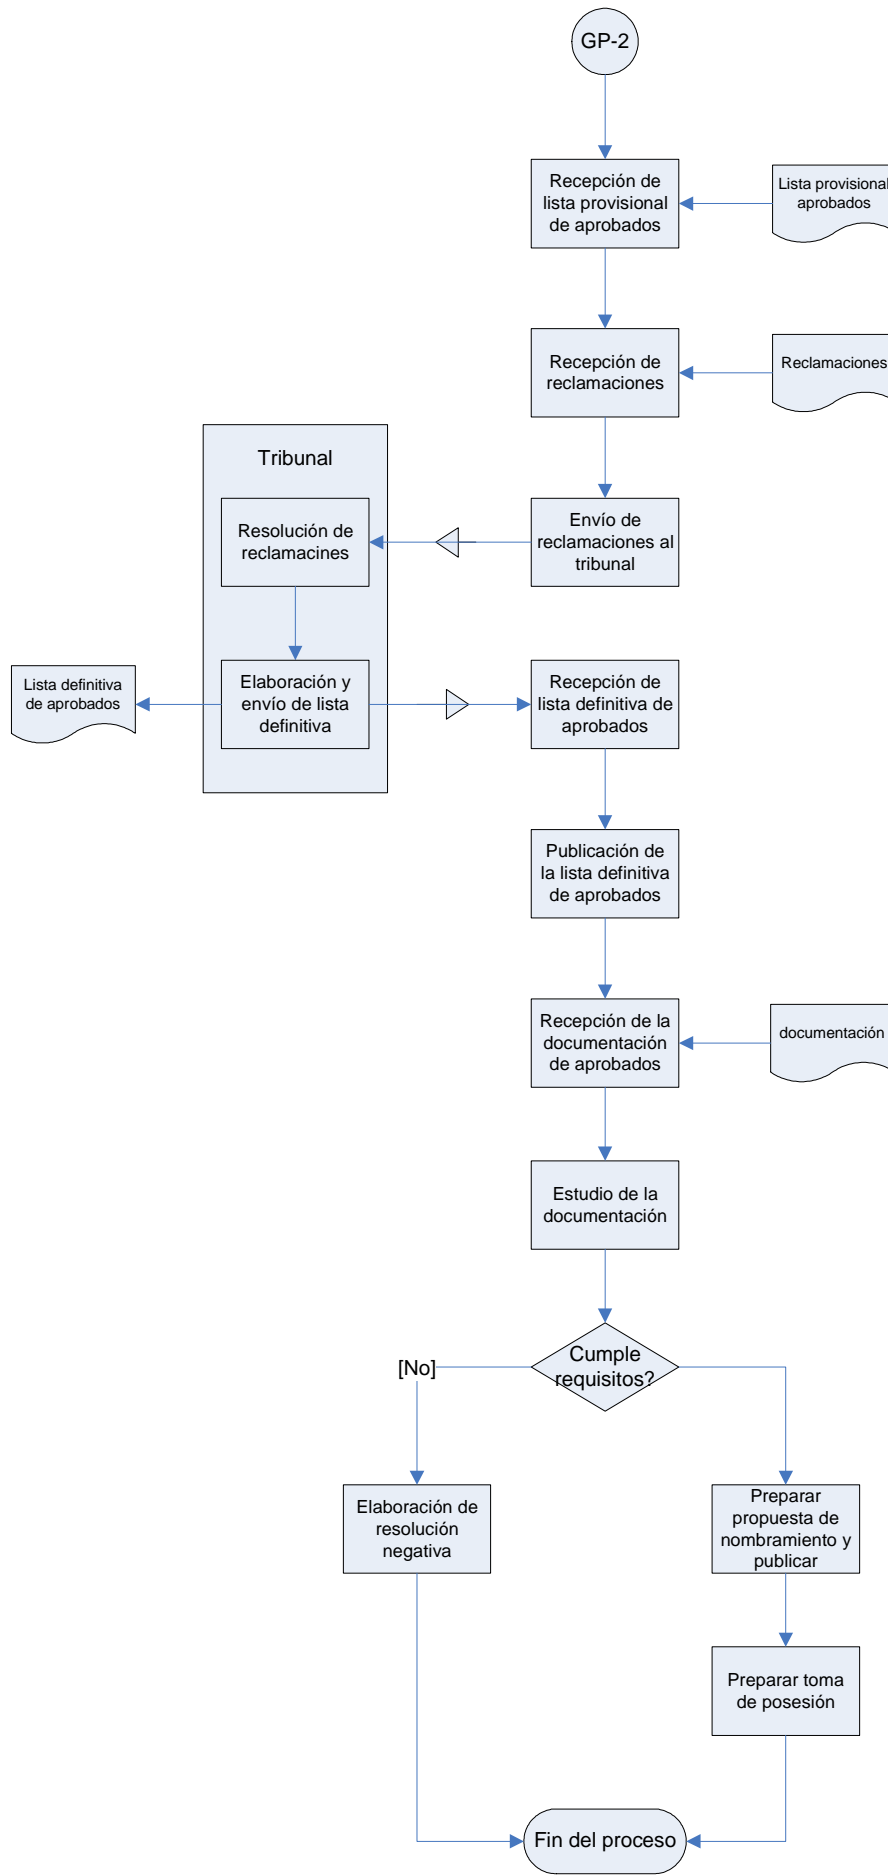 GP-2
Recepción de
lista provisional
de aprobados
Lista provisional
aprobados
Recepción de
reclamaciones
Reclamaciones
Tribunal
Resolución de
reclamacines
Envío de
reclamaciones al
tribunal
Lista definitiva
de aprobados
Elaboración y
envío de lista
definitiva
Recepción de
lista definitiva de
aprobados
Publicación de
la lista definitiva
de aprobados
Recepción de la
documentación
de aprobados
documentación
Estudio de la
documentación
Cumple
requisitos?
[No]
Elaboración de
resolución
negativa
Preparar
propuesta de
nombramiento y
publicar
Preparar toma
de posesión
Fin del proceso